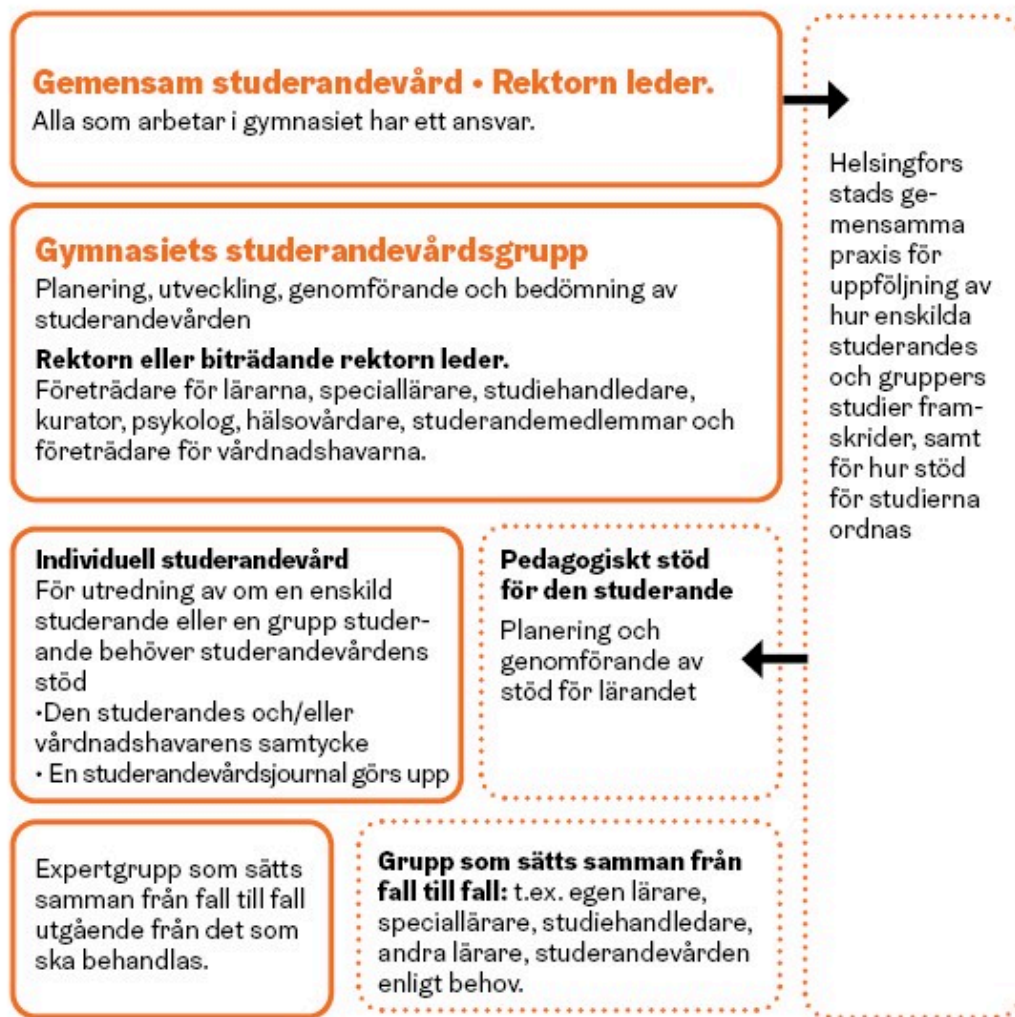 Gemensam studerandevård • Rektorn leder.
Alla som arbetar i gymnasiet har ett ansvar.
Gymnasiets studerandevårdsgrupp
Planering, utveckling, genomförande och bedömning av
studerandevården
Rektorn eller biträdande rektorn leder.
Företrädare för lärarna, speciallärare, studiehandledare,
kurator, psykolog, hälsovårdare, studerandemedlemmar och
företrädare för vårdnadshavarna.
Helsingfors
stads ge-
mensamma
praxis för
uppföljning av
hur enskilda
studerandes
och gruppers
studier fram-
skrider, samt
för hur stöd
för studierna
ordnas
Individuell studerandevård
För utredning av om en enskild
studerande eller en grupp studer-
ande behöver studerandevårdens
stöd
•Den studerandes och/eller
vårdnadshavarens samtycke
• En studerandevårdsjournal görs upp
Pedagogiskt stöd
för den studerande
Planering och
genomförande av
stöd för lärandet
Expertgrupp som sätts
samman från fall till fall
utgående från det som
ska behandlas.
Grupp som sätts samman från
fall till fall: t.ex. egen lärare,
speciallärare, studiehandledare,
andra lärare, studerandevården
enligt behov.